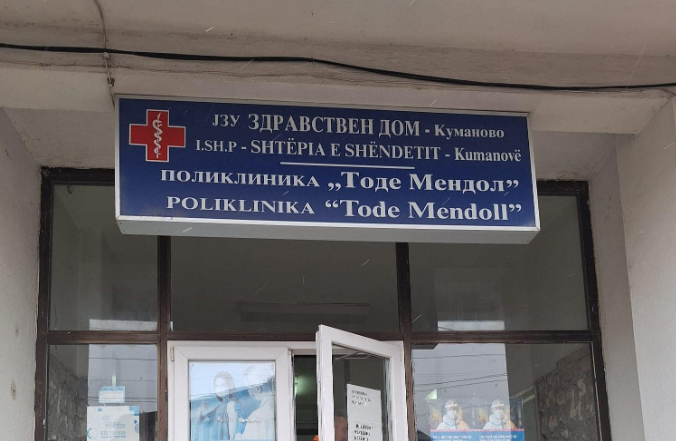 ЈЗУ ЗДРАВСТВЕН ДОМ - Куманово
I.SH.P - SHTËPIA E SHËNDETIT - Kumanovë
ПОЛИКЛИНИКА „Тоде Мендол”
POLIKLINIKA “Tode Mendoll”